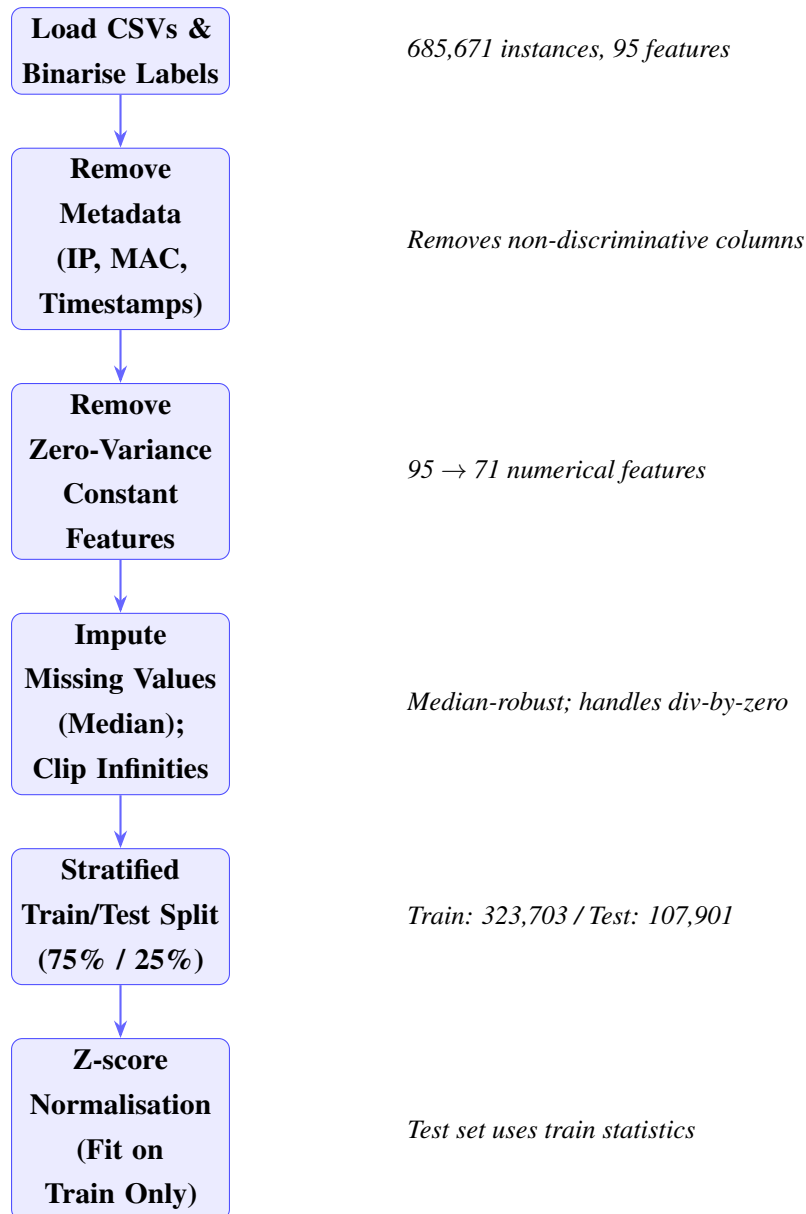 Load CSVs &
Binarise Labels
685,671 instances, 95 features
Remove
Metadata
(IP, MAC,
Timestamps)
Removes non-discriminative columns
Remove
Zero-Variance
Constant
Features
95 → 71 numerical features
Impute
Missing Values
(Median);
Clip Infinities
Median-robust; handles div-by-zero
Stratified
Train/Test Split
(75% / 25%)
Train: 323,703 / Test: 107,901
Z-score
Normalisation
(Fit on
Train Only)
Test set uses train statistics